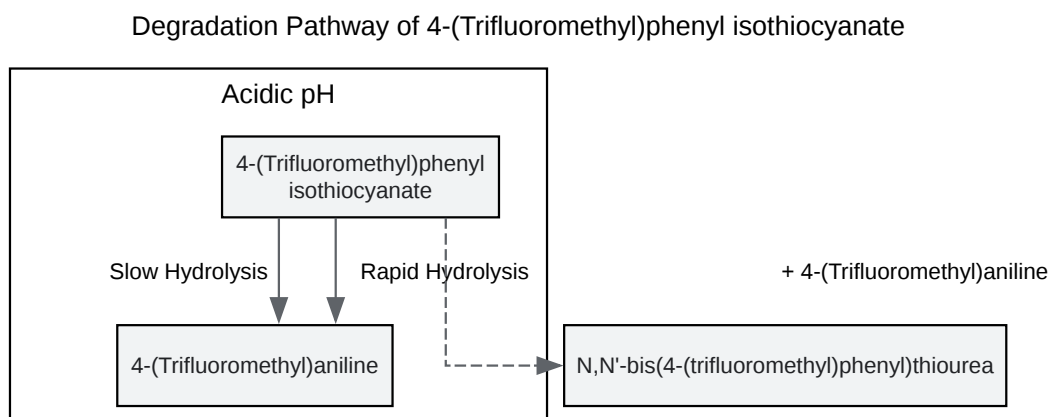 Degradation Pathway of 4-(Trifluoromethyl)phenyl isothiocyanate
Acidic pH
4-(Trifluoromethyl)phenyl
isothiocyanate
Slow Hydrolysis
Rapid Hydrolysis
+ 4-(Trifluoromethyl)aniline
4-(Trifluoromethyl)aniline
N,N'-bis(4-(trifluoromethyl)phenyl)thiourea